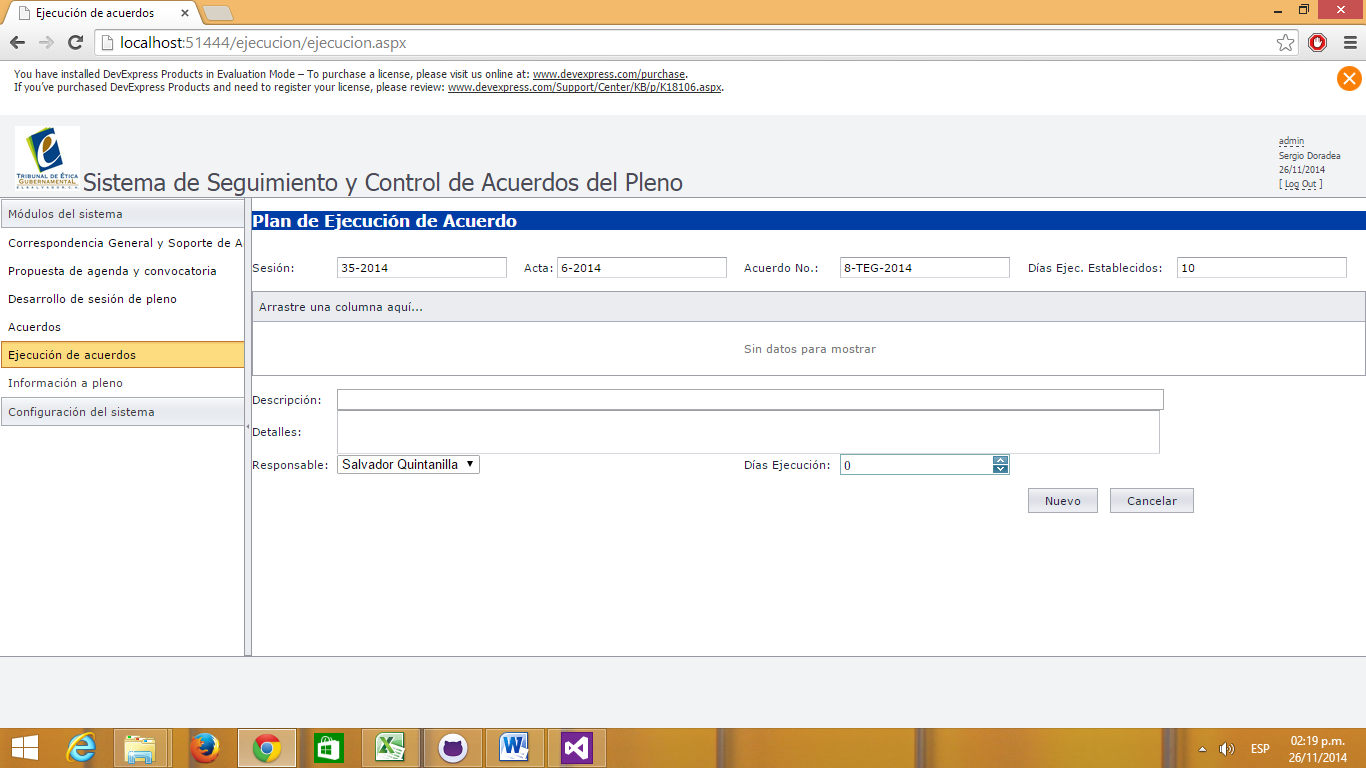 Ejecución de acuerdos
localhost:51444/ejecucion/ejecucion.aspx
You have installed DevExpress Products in Evaluation Mode – To purchase a license, please visit us online at: www.devexpress.com/purchase.
If you've purchased DevExpress Products and need to register your license, please review: www.devexpress.com/Support/Center/KB/p/K18106.aspx.
TRIBUNAL DE ÉTICA
GUBERNAMENTAL
Sistema de Seguimiento y Control de Acuerdos del Pleno
admin
Sergio Doradea
26/11/2014
[ Log Out ]
Módulos del sistema
Correspondencia General y Soporte de A
Propuesta de agenda y convocatoria
Desarrollo de sesión de pleno
Acuerdos
Ejecución de acuerdos
Información a pleno
Configuración del sistema
Plan de Ejecución de Acuerdo
Sesión: 35-2014 Acta: 6-2014 Acuerdo No.: 8-TEG-2014 Días Ejec. Establecidos: 10
Arrastre una columna aquí...
Sin datos para mostrar
Descripción:
Detalles:
Responsable: Salvador Quintanilla Días Ejecución: 0
Nuevo Cancelar
ESP
02:19 p.m.
26/11/2014